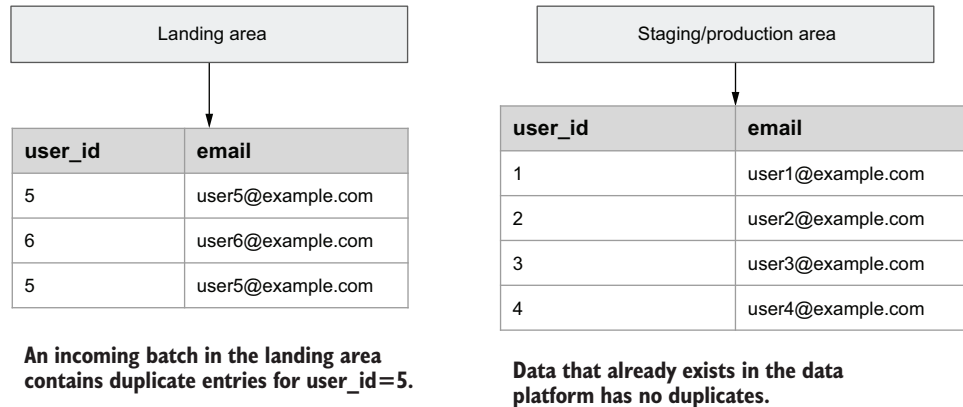 Landing area
user_id email
5 user5@example.com
6 user6@example.com
5 user5@example.com
An incoming batch in the landing area
contains duplicate entries for user_id=5.
Staging/production area
user_id email
1 user1@example.com
2 user2@example.com
3 user3@example.com
4 user4@example.com
Data that already exists in the data
platform has no duplicates.